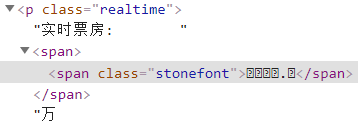 <p class="realtime">
"实时票房: "
<span>
<span class="stonefont">.</span>
</span>
"万